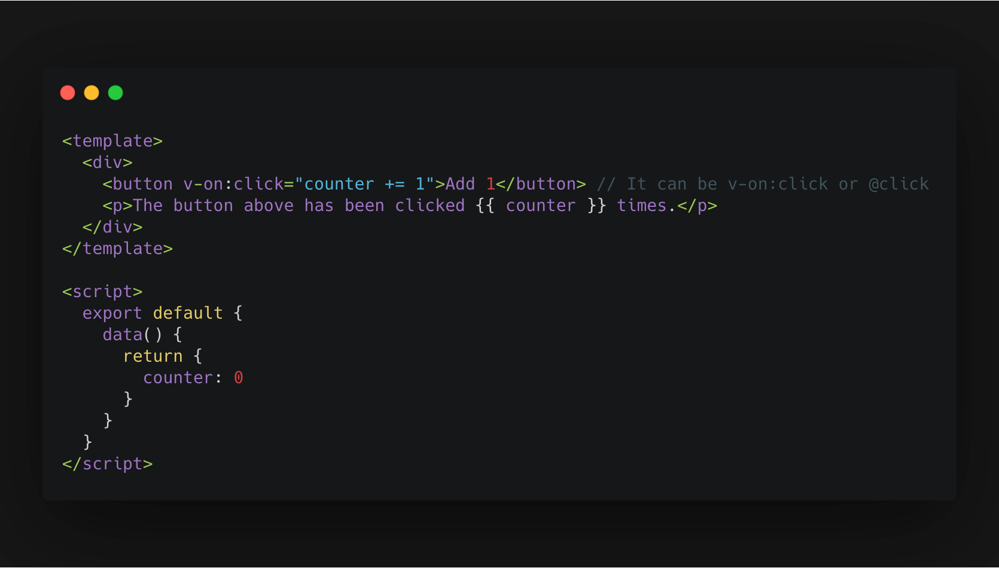 <template>
  <div>
    <button v-on:click="counter += 1">Add 1</button> // It can be v-on:click or @click
    <p>The button above has been clicked {{ counter }} times.</p>
  </div>
</template>

<script>
  export default {
    data() {
      return {
        counter: 0
      }
    }
  }
</script>